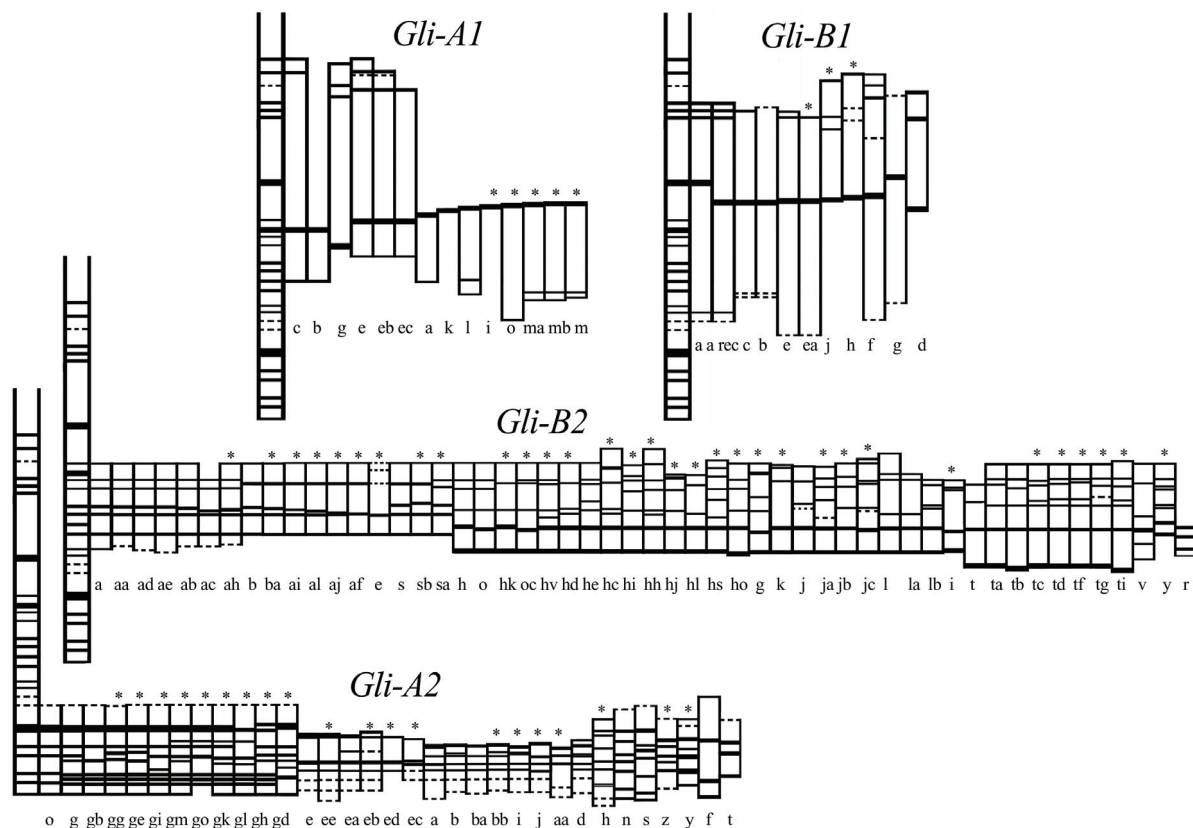 Gli-A1
Gli-B1
* *
*
* * * * *
c b g e eb ec a k l i o ma mb m
a a rec c b e ea j h f g d
Gli-B2
* * * * * * * * * * * * * * * * * * * * * * * * * * * * * * *
a aa ad ae ab ac ah b ba ai al aj af e s sb sa h o hk oc hv hd he hc hi hh hj hl hs ho g k j ja jb jc l la lb i t ta tb tc td tf tg ti v y r
Gli-A2
* * * * * * * * * * * * * * * * * * * *
o g gb gg ge gi gm go gk gl gh gd e ee ea eb ed ec a b ba bb i j aa d h n s z y f t